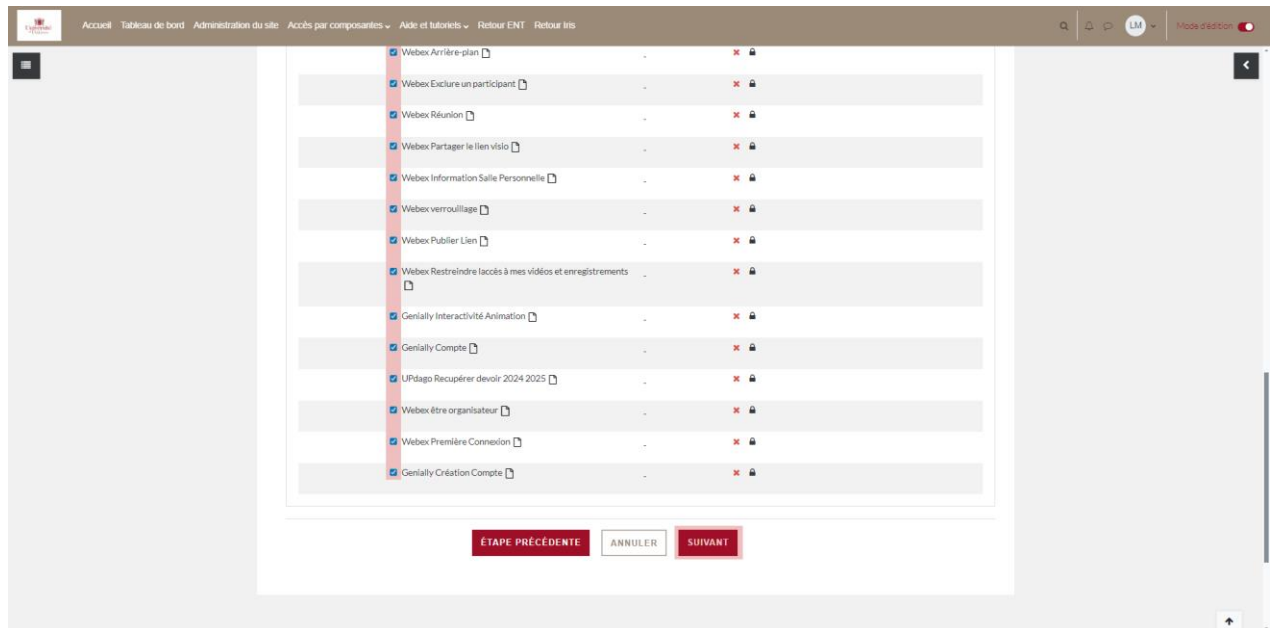 Accueil Tableau de bord Administration du site Accès par composantes Aide et tutoriels Retour ENT Retour Iris LM Mode d'édition
Webex Arrière-plan -
Webex Exclure un participant -
Webex Réunion -
Webex Partager le lien visio -
Webex Information Salle Personnelle -
Webex verrouillage -
Webex Publier Lien -
Webex Restreindre laccès à mes vidéos et enregistrements -
Genially Interactivité Animation -
Genially Compte -
UPdago Recupérer devoir 2024 2025 -
Webex être organisateur -
Webex Première Connexion -
Genially Création Compte -
ÉTAPE PRÉCÉDENTE ANNULER SUIVANT